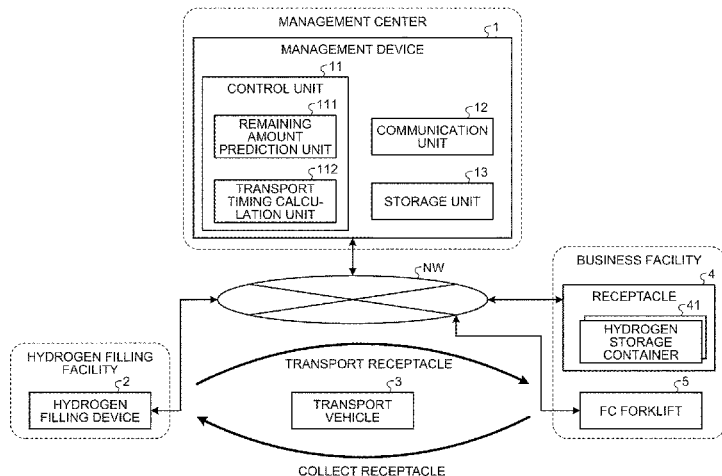 MANAGEMENT CENTER
1
MANAGEMENT DEVICE
11
CONTROL UNIT
111
REMAINING
AMOUNT
PREDICTION UNIT
112
TRANSPORT
TIMING CALCU-
LATION UNIT
12
COMMUNICATION
UNIT
13
STORAGE UNIT
NW
BUSINESS FACILITY
4
RECEPTACLE
41
HYDROGEN
STORAGE
CONTAINER
5
FC FORKLIFT
HYDROGEN FILLING
FACILITY
2
HYDROGEN
FILLING DEVICE
TRANSPORT RECEPTACLE
3
TRANSPORT
VEHICLE
COLLECT RECEPTACLE